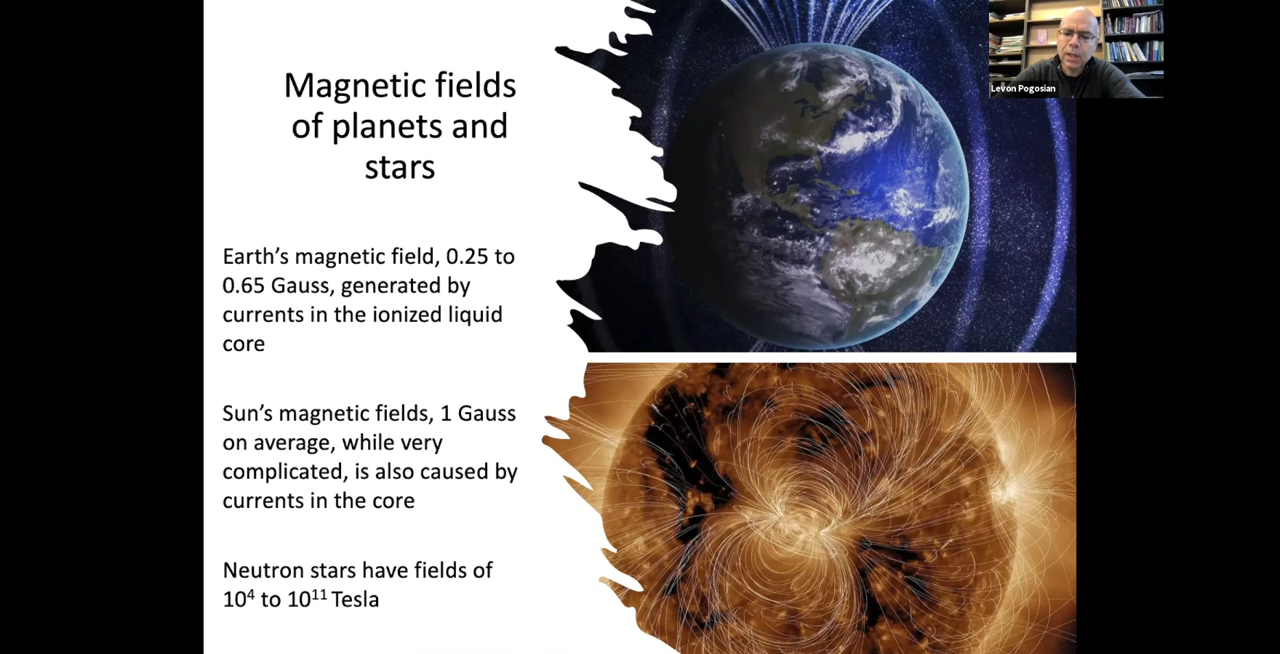 Magnetic fields
of planets and
stars
Earth’s magnetic field, 0.25 to
0.65 Gauss, generated by
currents in the ionized liquid
core
Sun’s magnetic fields, 1 Gauss
on average, while very
complicated, is also caused by
currents in the core
Neutron stars have fields of
10⁴ to 10¹¹ Tesla
Levon Pogosian